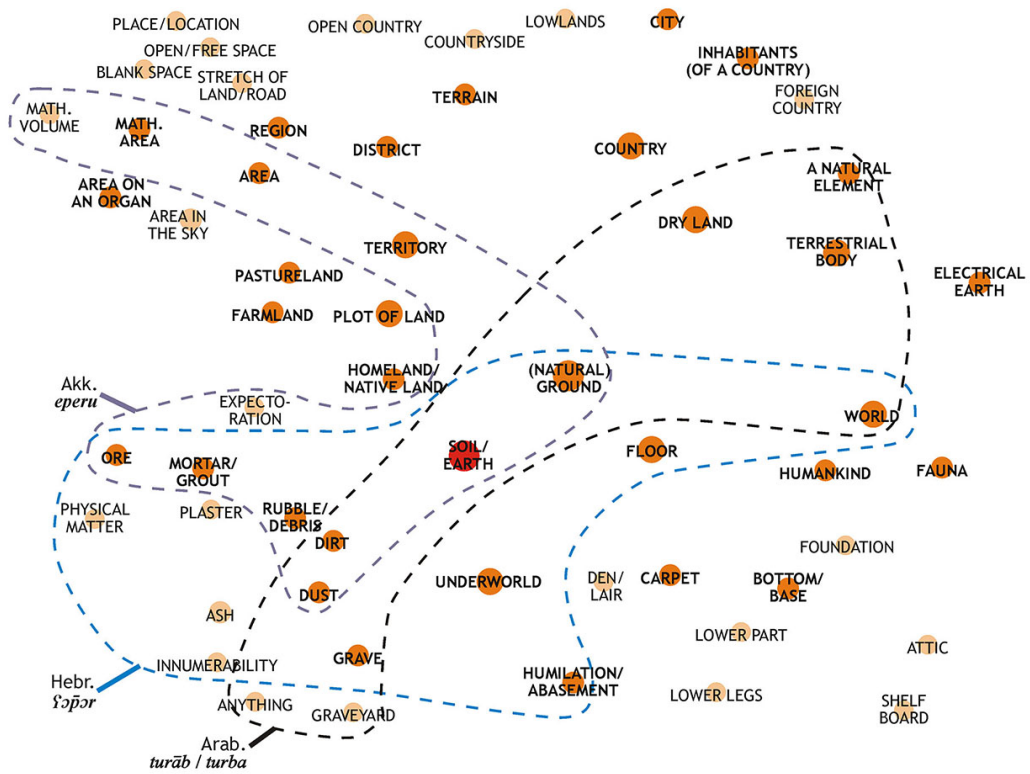 PLACE/LOCATION
OPEN/FREE SPACE
BLANK SPACE
STRETCH OF
LAND/ROAD
OPEN COUNTRY
COUNTRYSIDE
LOWLANDS
CITY
INHABITANTS
(OF A COUNTRY)
FOREIGN
COUNTRY
TERRAIN
MATH.
VOLUME
MATH.
AREA
REGION
DISTRICT
COUNTRY
AREA
A NATURAL
ELEMENT
AREA ON
AN ORGAN
AREA IN
THE SKY
DRY LAND
TERRITORY
TERRESTRIAL
BODY
PASTURELAND
ELECTRICAL
EARTH
FARMLAND
PLOT OF LAND
HOMELAND/
NATIVE LAND
(NATURAL)
GROUND
Akk.
eperu
EXPECTO-
RATION
WORLD
ORE
MORTAR/
GROUT
SOIL/
EARTH
FLOOR
HUMANKIND
FAUNA
PHYSICAL
MATTER
PLASTER
RUBBLE/
DEBRIS
DIRT
FOUNDATION
DUST
UNDERWORLD
DEN/
LAIR
CARPET
BOTTOM/
BASE
ASH
LOWER PART
ATTIC
INNUMERABILITY
GRAVE
HUMILATION/
ABASEMENT
LOWER LEGS
Hebr.
ʕɔp̄ɔr
ANYTHING
GRAVEYARD
SHELF
BOARD
Arab.
turāb / turba